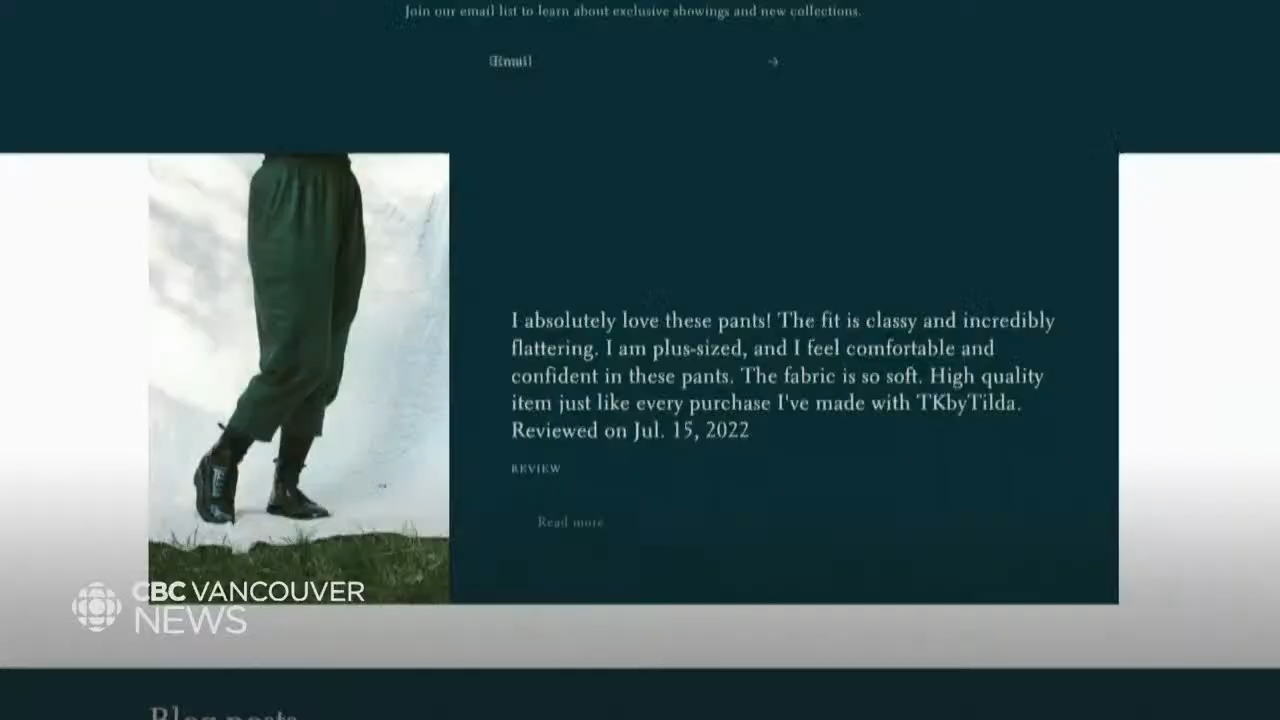 Join our email list to learn about exclusive showings and new collections.
Email
I absolutely love these pants! The fit is classy and incredibly
flattering. I am plus-sized, and I feel comfortable and
confident in these pants. The fabric is so soft. High quality
item just like every purchase I've made with TKbyTilda.
Reviewed on Jul. 15, 2022
REVIEW
Read more
CBC VANCOUVER
NEWS
Blog posts